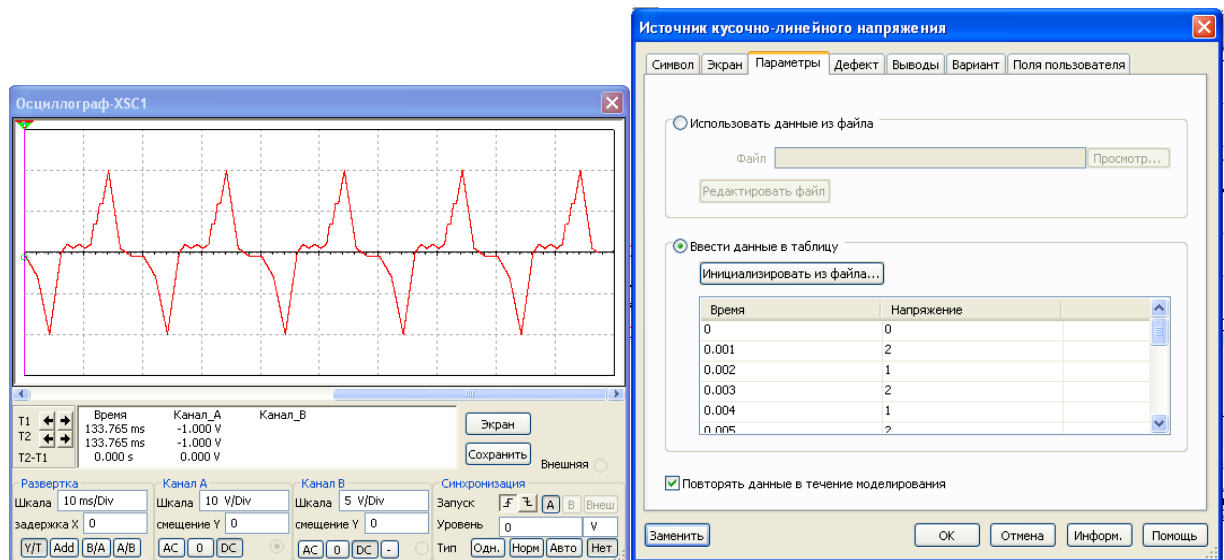 Осциллограф-XSC1
T1
T2
T2-T1
Время Канал_A Канал_B
133.765 ms -1.000 V
133.765 ms -1.000 V
0.000 s 0.000 V
Экран
Сохранить
Внешняя
Развертка
Шкала 10 ms/Div
задержка X 0
Y/T Add B/A A/B
Канал A
Шкала 10 V/Div
смещение Y 0
AC 0 DC
Канал B
Шкала 5 V/Div
смещение Y 0
AC 0 DC -
Синхронизация
Запуск A B Внеш
Уровень 0 V
Тип Одн. Норм Авто Нет
Источник кусочно-линейного напряжения
Символ Экран Параметры Дефект Выводы Вариант Поля пользователя
Использовать данные из файла
Файл Просмотр...
Редактировать файл
Ввести данные в таблицу
Инициализировать из файла...
Время Напряжение
0 0
0.001 2
0.002 1
0.003 2
0.004 1
0.005 2
Повторять данные в течение моделирования
Заменить OK Отмена Информ. Помощь